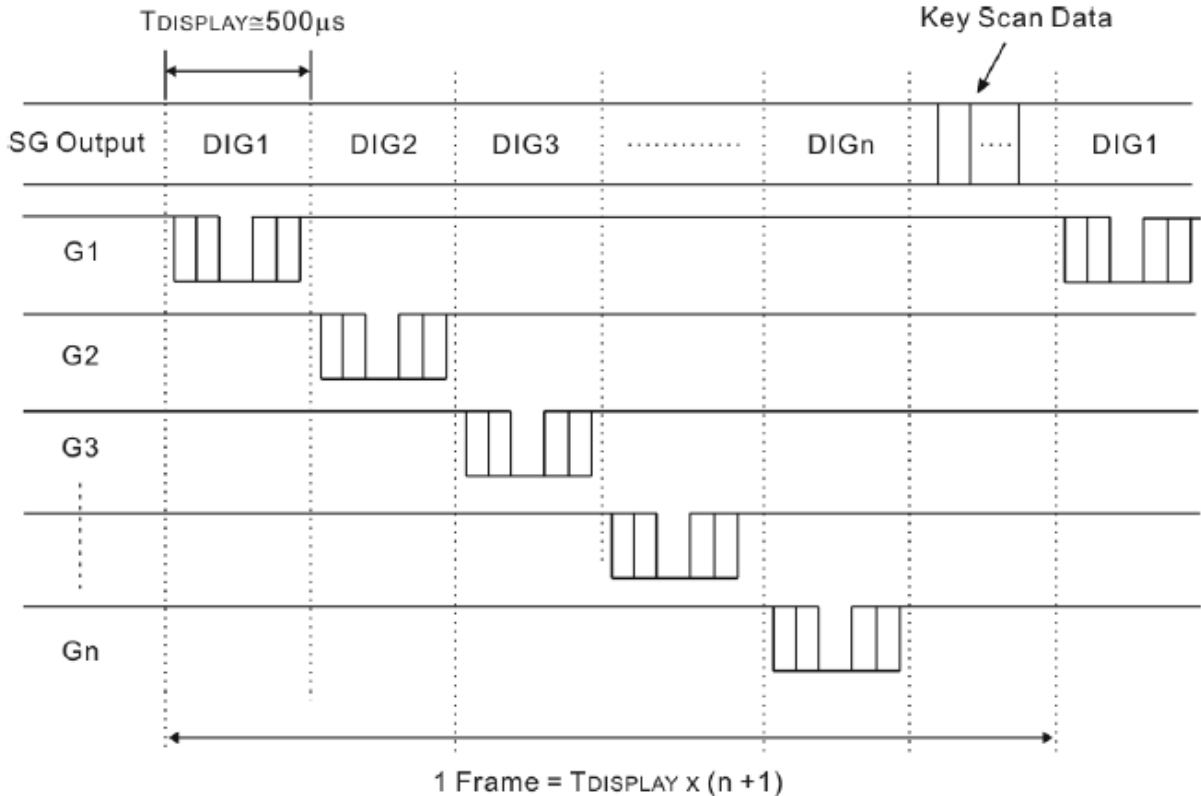 TDISPLAY≅500μs
Key Scan Data
SG Output DIG1 DIG2 DIG3 ............. DIGn .... DIG1
G1
G2
G3
Gn
1 Frame = TDISPLAY x (n +1)